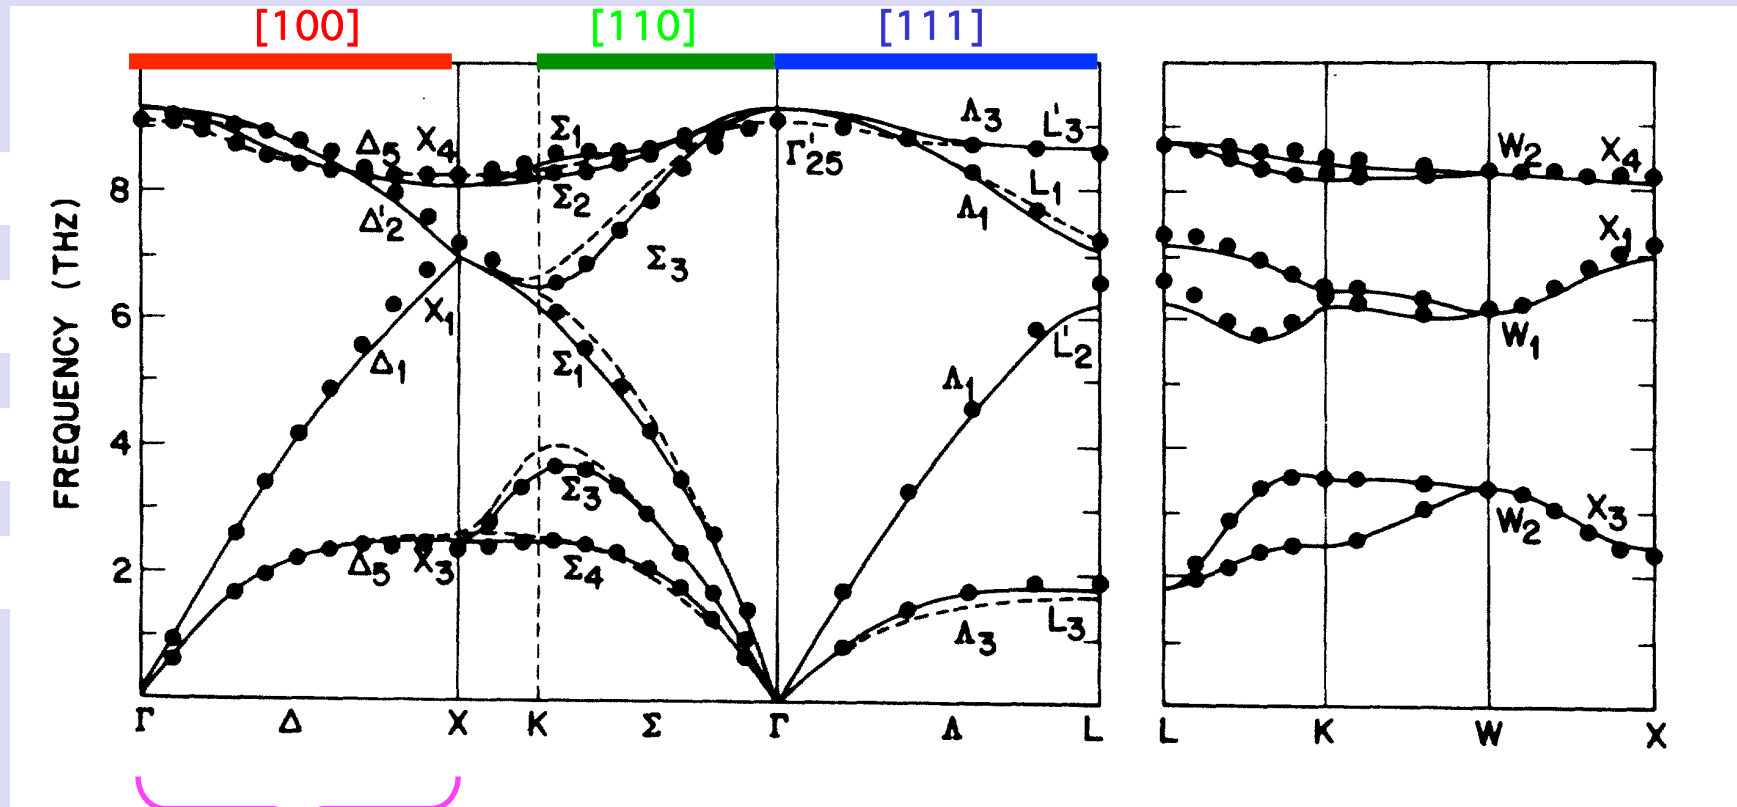 [100] [110] [111]
FREQUENCY (THZ)
8
6
4
2
Δ5 X4 Σ1 Γ'25 Λ3 L'3 W2 X4
Δ'2 Σ2 Λ1 L1 X1
Σ3
X1 Δ1 Σ1 Λ1 L'2 W1
Σ3 W2 X3
Δ5 X3 Σ4 Λ3 L3
Γ Δ X K Σ Γ Λ L L K W X